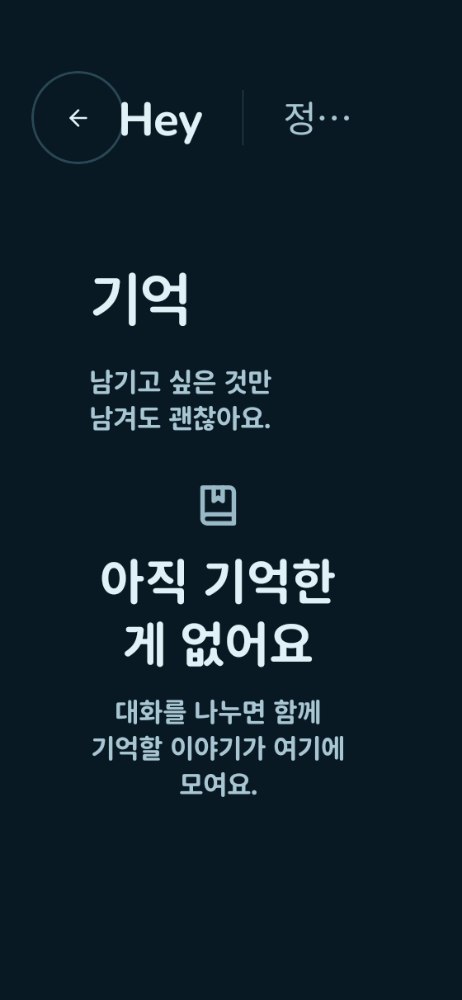 Hey
정…
기억
남기고 싶은 것만
남겨도 괜찮아요.
아직 기억한
게 없어요
대화를 나누면 함께
기억할 이야기가 여기에
모여요.